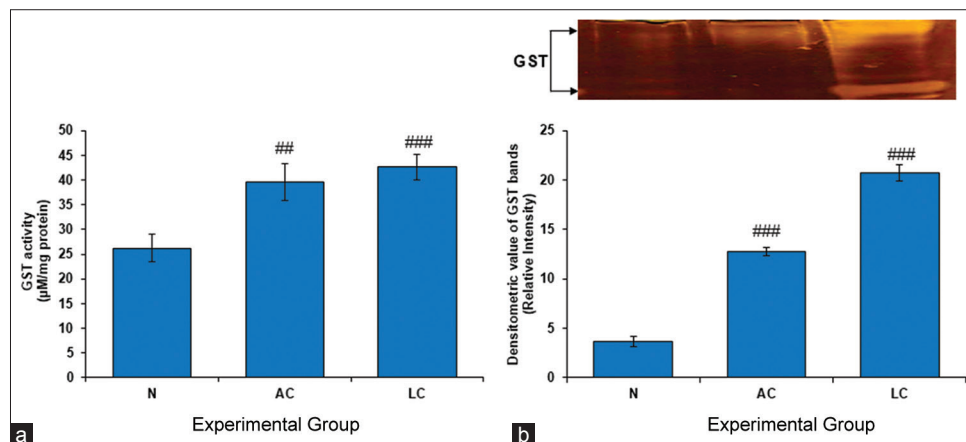 GST
50
45
40
35
30
25
20
15
10
5
0
GST activity
(µM/mg protein)
##
###
N AC LC
Experimental Group
a
25
20
15
10
5
0
Densitometric value of GST bands
(Relative Intensity)
###
###
N AC LC
Experimental Group
b